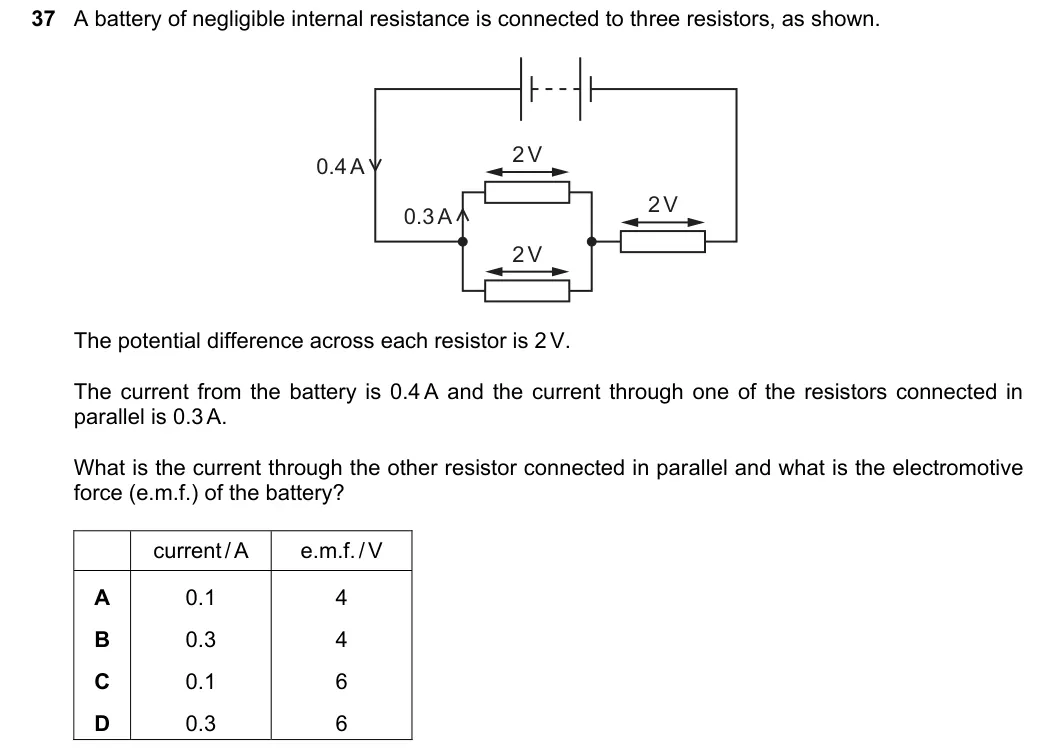 37 A battery of negligible internal resistance is connected to three resistors, as shown.
0.4 A
2 V
0.3 A
2 V
2 V
The potential difference across each resistor is 2 V.
The current from the battery is 0.4 A and the current through one of the resistors connected in
parallel is 0.3 A.
What is the current through the other resistor connected in parallel and what is the electromotive
force (e.m.f.) of the battery?
current / A e.m.f. / V
A 0.1 4
B 0.3 4
C 0.1 6
D 0.3 6